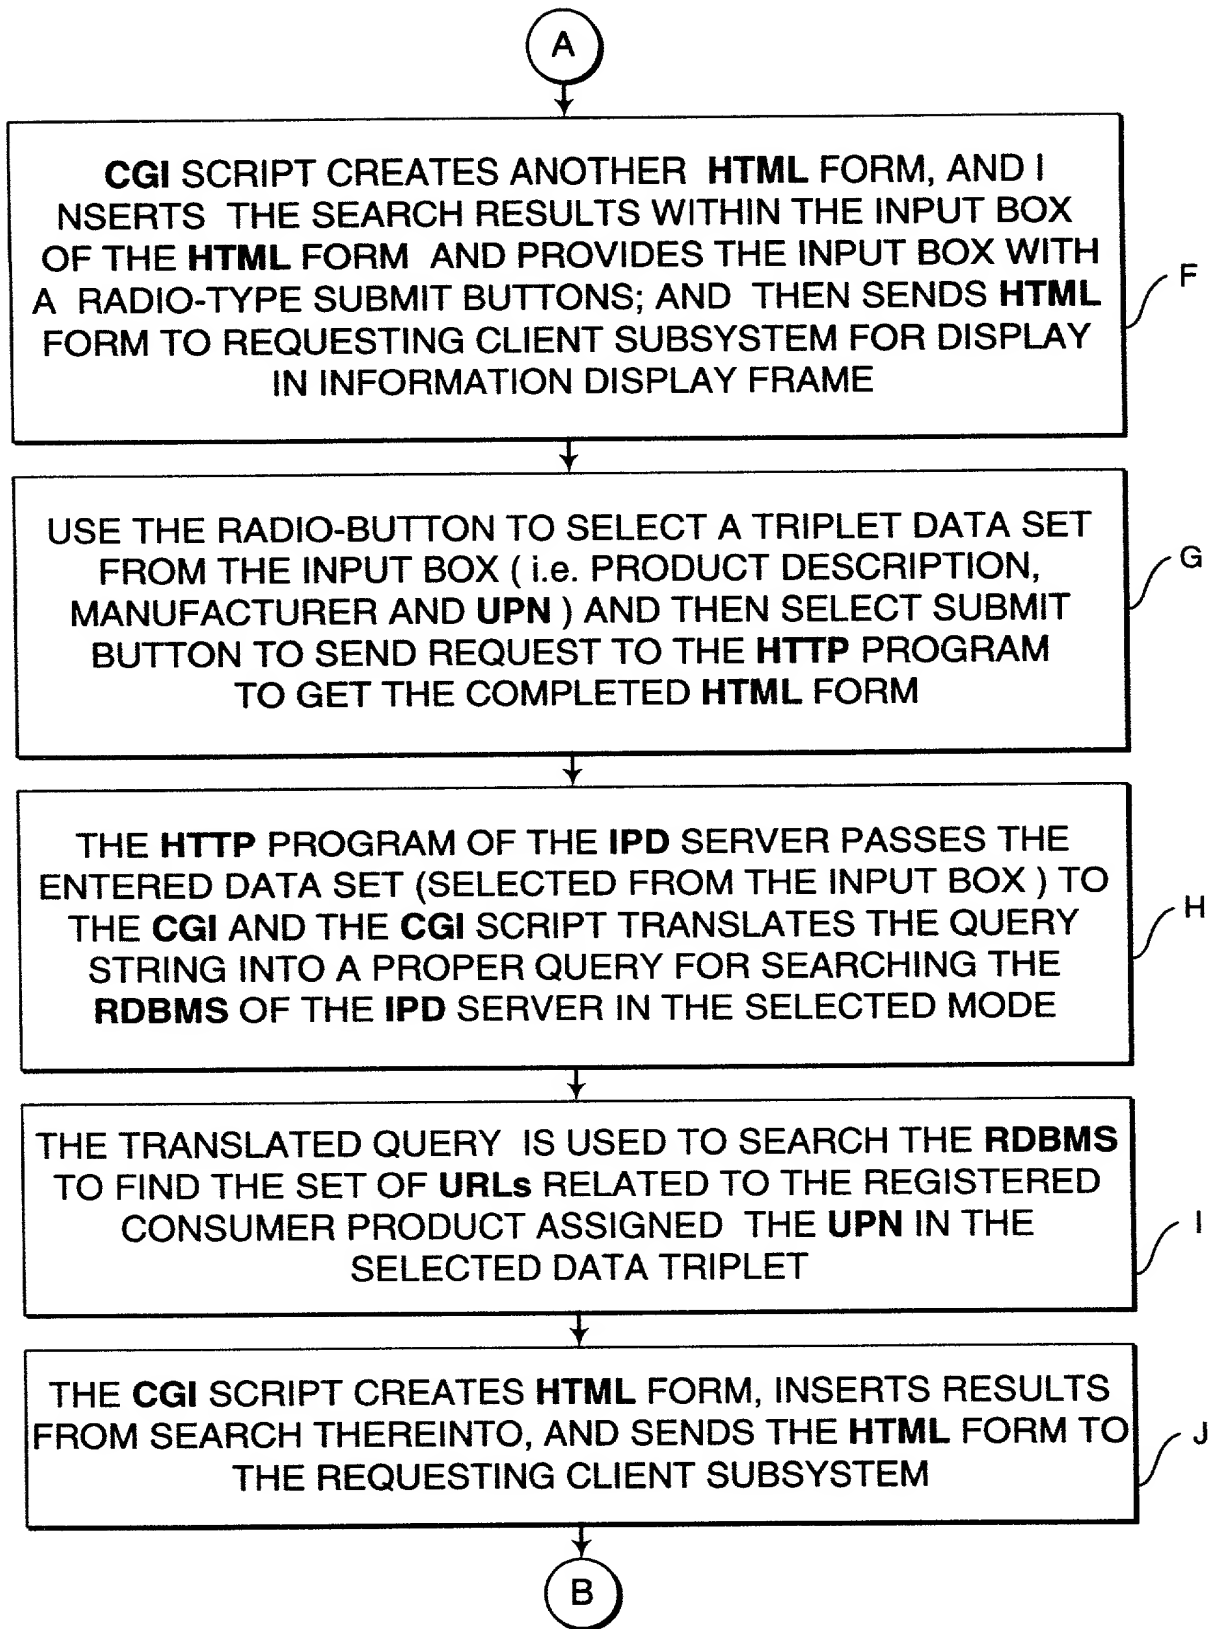 A
CGI SCRIPT CREATES ANOTHER HTML FORM, AND I
NSERTS THE SEARCH RESULTS WITHIN THE INPUT BOX
OF THE HTML FORM AND PROVIDES THE INPUT BOX WITH
A RADIO-TYPE SUBMIT BUTTONS; AND THEN SENDS HTML
FORM TO REQUESTING CLIENT SUBSYSTEM FOR DISPLAY
IN INFORMATION DISPLAY FRAME
F
USE THE RADIO-BUTTON TO SELECT A TRIPLET DATA SET
FROM THE INPUT BOX ( i.e. PRODUCT DESCRIPTION,
MANUFACTURER AND UPN ) AND THEN SELECT SUBMIT
BUTTON TO SEND REQUEST TO THE HTTP PROGRAM
TO GET THE COMPLETED HTML FORM
G
THE HTTP PROGRAM OF THE IPD SERVER PASSES THE
ENTERED DATA SET (SELECTED FROM THE INPUT BOX ) TO
THE CGI AND THE CGI SCRIPT TRANSLATES THE QUERY
STRING INTO A PROPER QUERY FOR SEARCHING THE
RDBMS OF THE IPD SERVER IN THE SELECTED MODE
H
THE TRANSLATED QUERY IS USED TO SEARCH THE RDBMS
TO FIND THE SET OF URLs RELATED TO THE REGISTERED
CONSUMER PRODUCT ASSIGNED THE UPN IN THE
SELECTED DATA TRIPLET
I
THE CGI SCRIPT CREATES HTML FORM, INSERTS RESULTS
FROM SEARCH THEREINTO, AND SENDS THE HTML FORM TO
THE REQUESTING CLIENT SUBSYSTEM
J
B